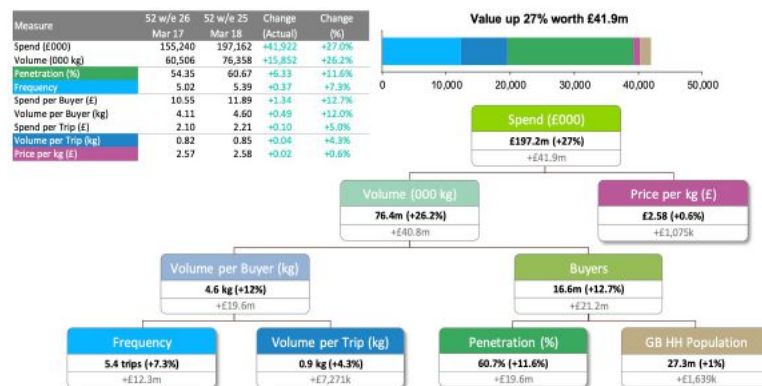 Measure 52 w/e 26 Mar 17 52 w/e 25 Mar 18 Change (Actual) Change (%)
Spend (£000) 155,240 197,162 +41,922 +27.0%
Volume (000 kg) 60,506 76,358 +15,852 +26.2%
Penetration (%) 54.35 60.67 +6.33 +11.6%
Frequency 5.02 5.39 +0.37 +7.3%
Spend per Buyer (£) 10.55 11.89 +1.34 +12.7%
Volume per Buyer (kg) 4.11 4.60 +0.49 +12.0%
Spend per Trip (£) 2.10 2.21 +0.10 +5.0%
Volume per Trip (kg) 0.82 0.85 +0.04 +4.3%
Price per kg (£) 2.57 2.58 +0.02 +0.6%
Value up 27% worth £41.9m
0 10,000 20,000 30,000 40,000 50,000
Spend (£000)
£197.2m (+27%)
+£41.9m
Volume (000 kg)
76.4m (+26.2%)
+£40.8m
Price per kg (£)
£2.58 (+0.6%)
+£1,075k
Volume per Buyer (kg)
4.6 kg (+12%)
+£19.6m
Buyers
16.6m (+12.7%)
+£21.2m
Frequency
5.4 trips (+7.3%)
+£12.3m
Volume per Trip (kg)
0.9 kg (+4.3%)
+£7,271k
Penetration (%)
60.7% (+11.6%)
+£19.6m
GB HH Population
27.3m (+1%)
+£1,639k